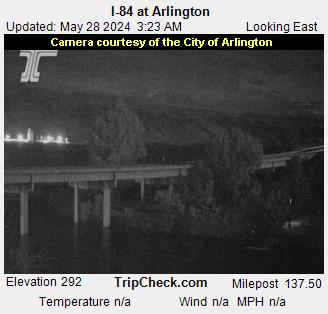 I-84 at Arlington
Updated: May 28 2024 3:23 AM Looking East
Camera courtesy of the City of Arlington
Elevation 292 TripCheck.com Milepost 137.50
Temperature n/a Wind n/a MPH n/a